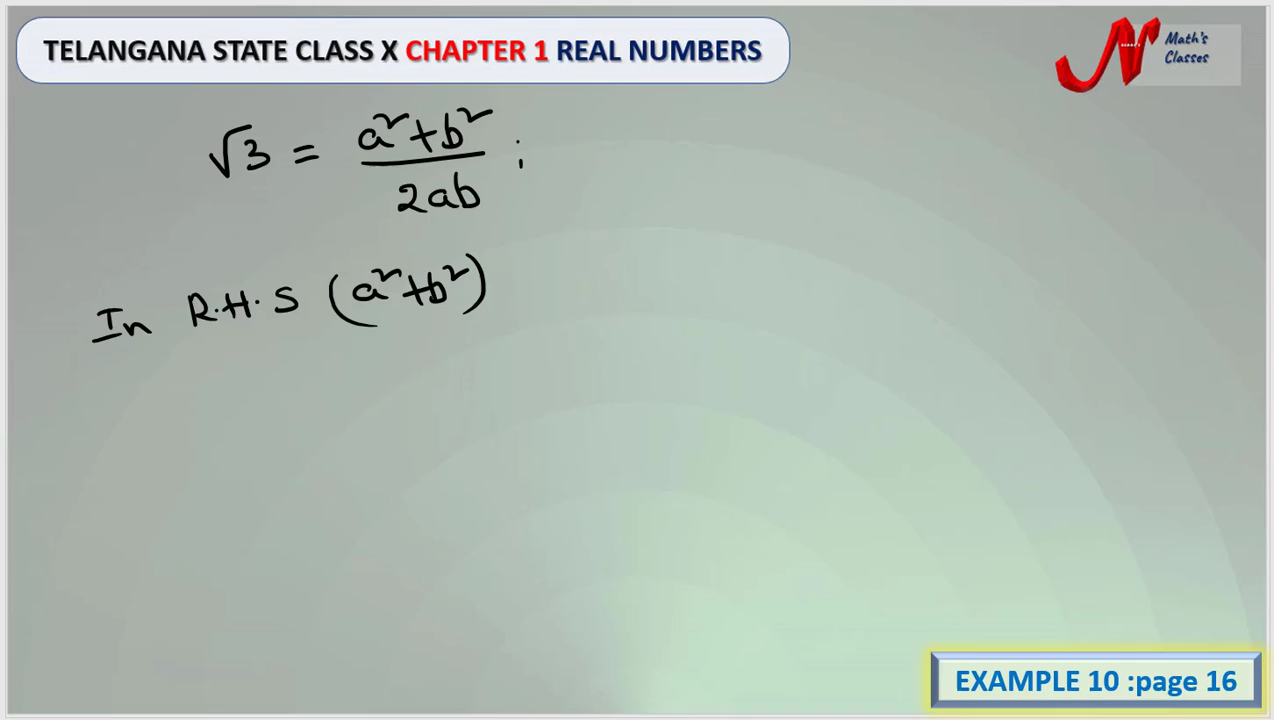 TELANGANA STATE CLASS X CHAPTER 1 REAL NUMBERS
N Math's
Classes
√3 = (a²+b²)/2ab ;
In R.H.S (a²+b²)
EXAMPLE 10 :page 16